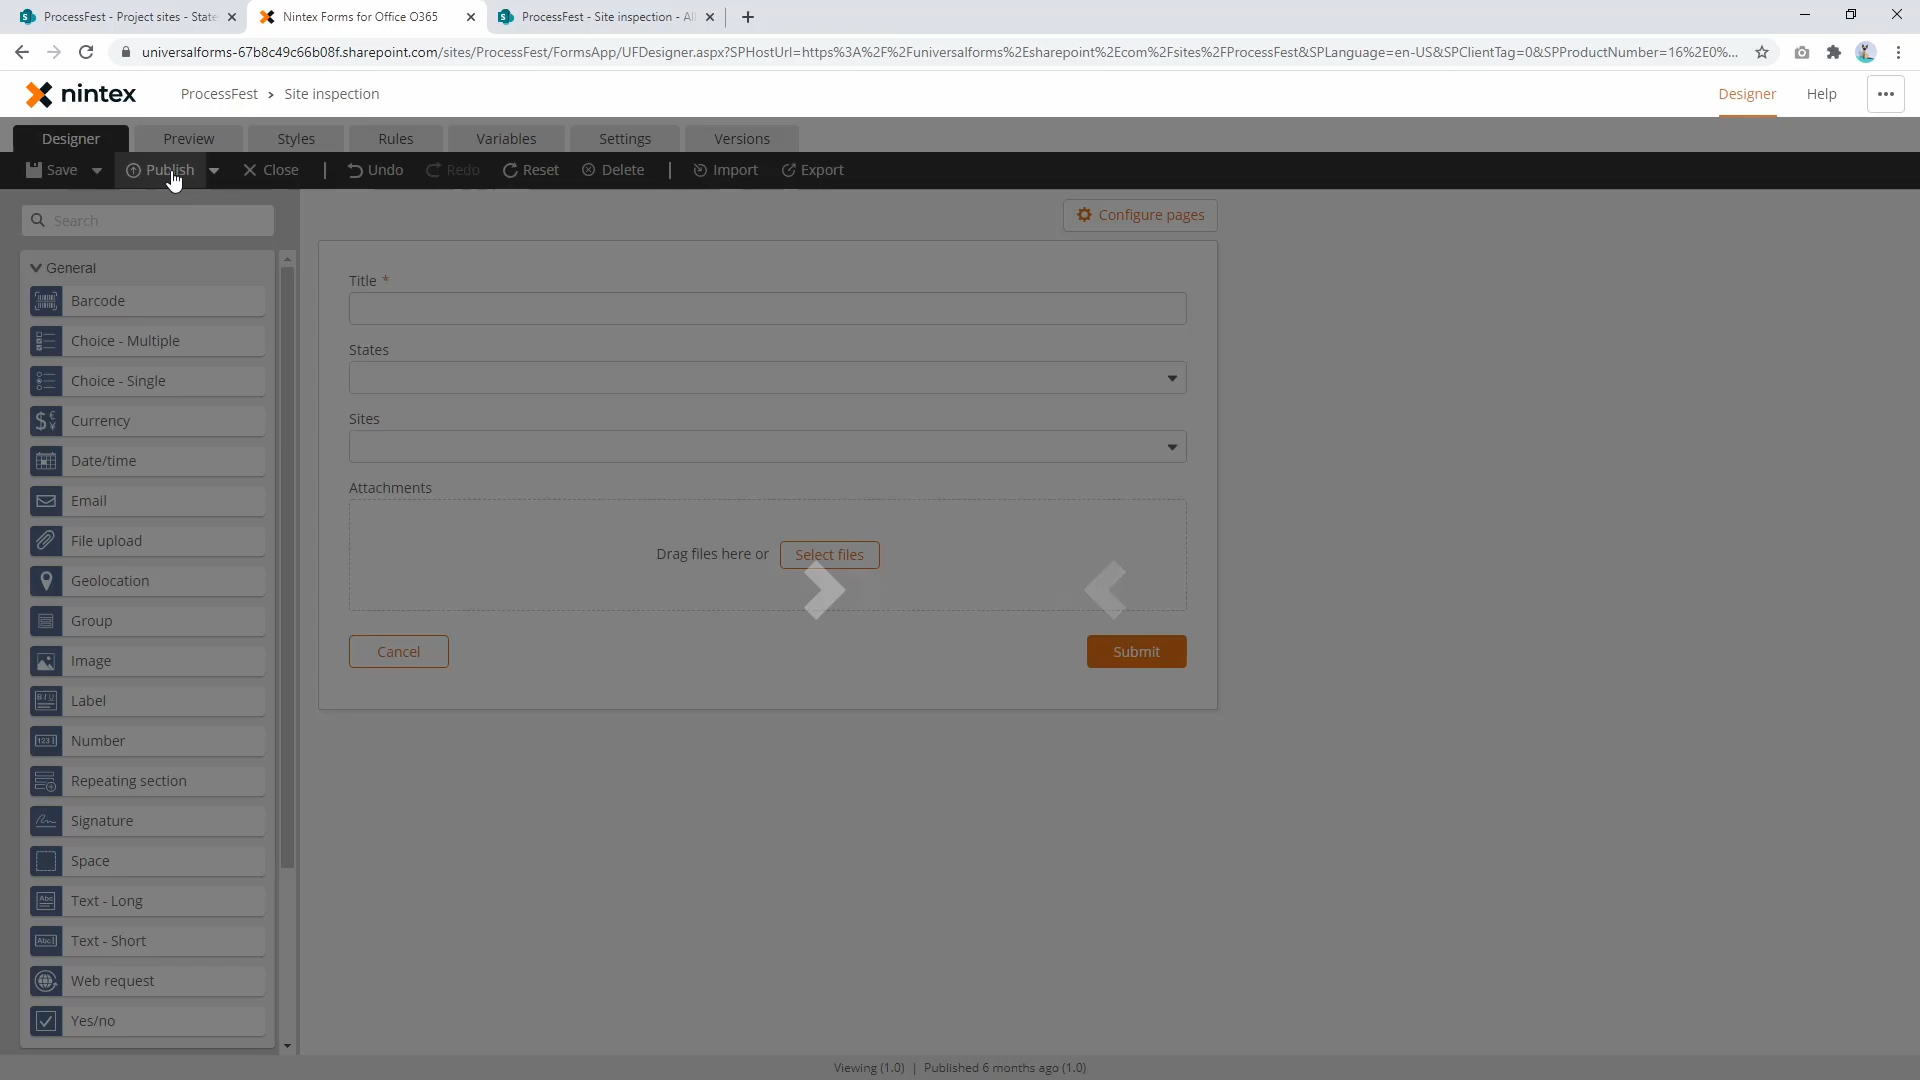 ProcessFest - Project sites - State
Nintex Forms for Office O365
ProcessFest - Site inspection - All
universalforms-67b8c49c66b08f.sharepoint.com/sites/ProcessFest/FormsApp/UFDesigner.aspx?SPHostUrl=https%3A%2F%2Funiversalforms%2Esharepoint%2Ecom%2Fsites%2FProcessFest&SPLanguage=en-US&SPClientTag=0&SPProductNumber=16%2E0%...
nintex
ProcessFest > Site inspection
Designer
Help
Designer
Preview
Styles
Rules
Variables
Settings
Versions
Save
Publish
Close
Undo
Redo
Reset
Delete
Import
Export
Search
Configure pages
General
Barcode
Choice - Multiple
Choice - Single
Currency
Date/time
Email
File upload
Geolocation
Group
Image
Label
Number
Repeating section
Signature
Space
Text - Long
Text - Short
Web request
Yes/no
Title *
States
Sites
Attachments
Drag files here or
Select files
Cancel
Submit
Viewing (1.0) | Published 6 months ago (1.0)